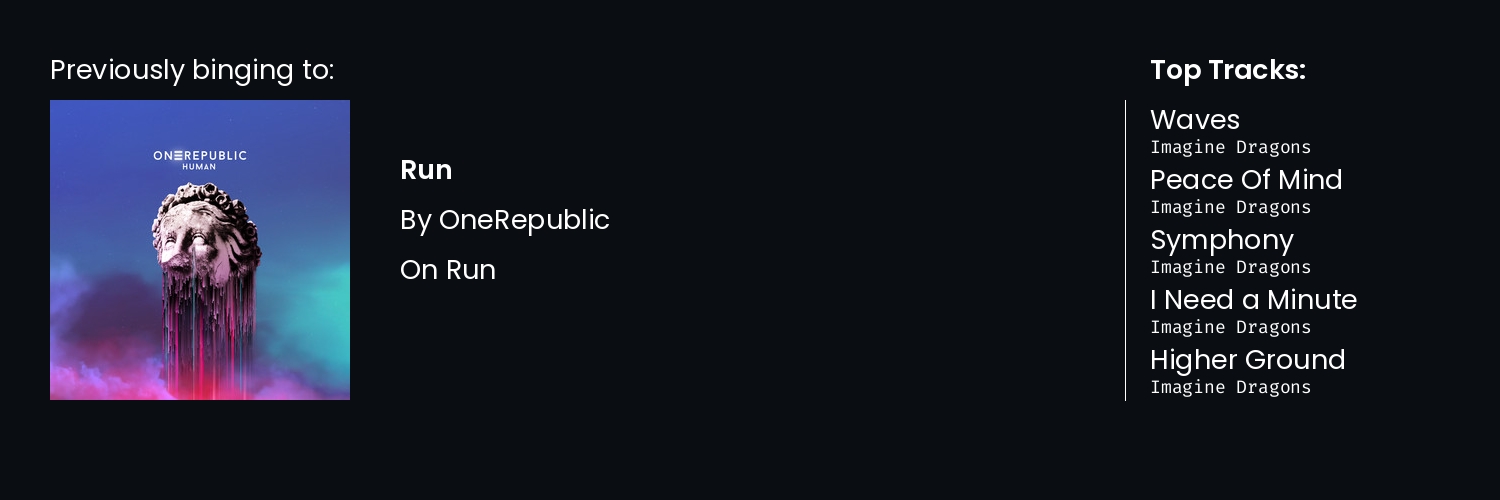 Previously binging to:
ONEREPUBLIC
HUMAN
Run
By OneRepublic
On Run
Top Tracks:
Waves
Imagine Dragons
Peace Of Mind
Imagine Dragons
Symphony
Imagine Dragons
I Need a Minute
Imagine Dragons
Higher Ground
Imagine Dragons